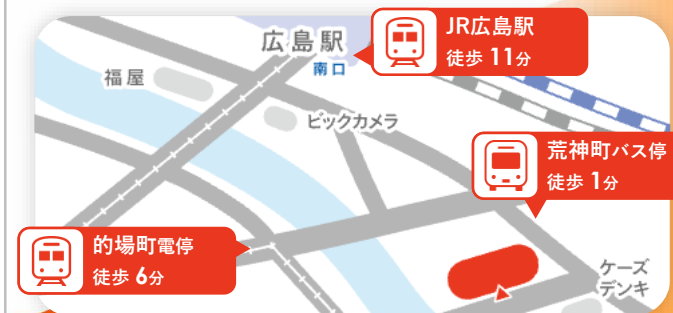 JR広島駅
徒歩 11分
広島駅
南口
福屋
ビックカメラ
荒神町バス停
徒歩 1分
的場町電停
徒歩 6分
ケーズ
デンキ